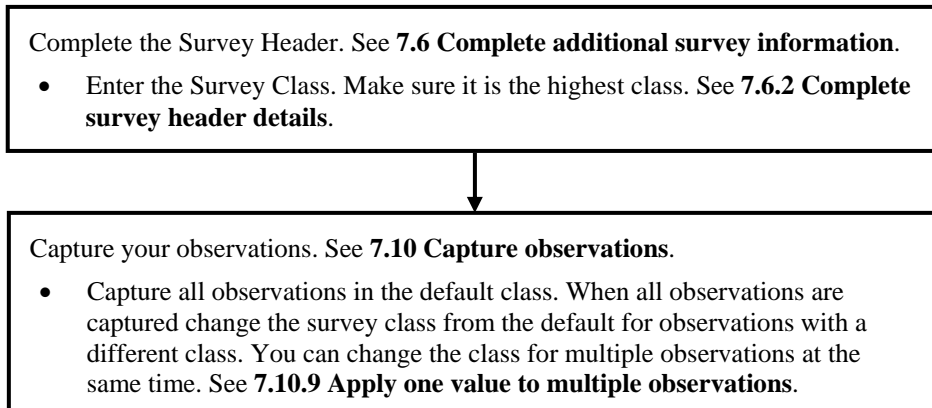 Complete the Survey Header. See 7.6 Complete additional survey information.
• Enter the Survey Class. Make sure it is the highest class. See 7.6.2 Complete
survey header details.
Capture your observations. See 7.10 Capture observations.
• Capture all observations in the default class. When all observations are
captured change the survey class from the default for observations with a
different class. You can change the class for multiple observations at the
same time. See 7.10.9 Apply one value to multiple observations.